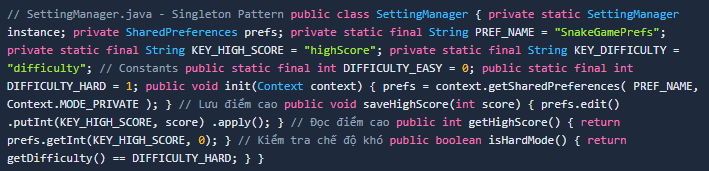 // SettingManager.java - Singleton Pattern public class SettingManager { private static SettingManager
instance; private SharedPreferences prefs; private static final String PREF_NAME = "SnakeGamePrefs";
private static final String KEY_HIGH_SCORE = "highScore"; private static final String KEY_DIFFICULTY =
"difficulty"; // Constants public static final int DIFFICULTY_EASY = 0; public static final int
DIFFICULTY_HARD = 1; public void init(Context context) { prefs = context.getSharedPreferences( PREF_NAME,
Context.MODE_PRIVATE ); } // Lưu điểm cao public void saveHighScore(int score) { prefs.edit()
.putInt(KEY_HIGH_SCORE, score) .apply(); } // Đọc điểm cao public int getHighScore() { return
prefs.getInt(KEY_HIGH_SCORE, 0); } // Kiểm tra chế độ khó public boolean isHardMode() { return
getDifficulty() == DIFFICULTY_HARD; } }